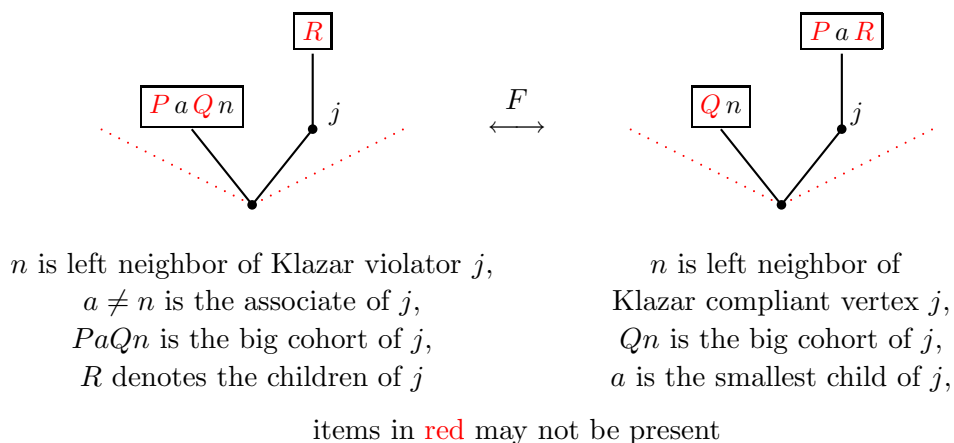 R
P a R
P a Q n
j
F
Q n
j
n is left neighbor of Klazar violator j,
a ≠ n is the associate of j,
PaQn is the big cohort of j,
R denotes the children of j
n is left neighbor of
Klazar compliant vertex j,
Qn is the big cohort of j,
a is the smallest child of j,
items in red may not be present